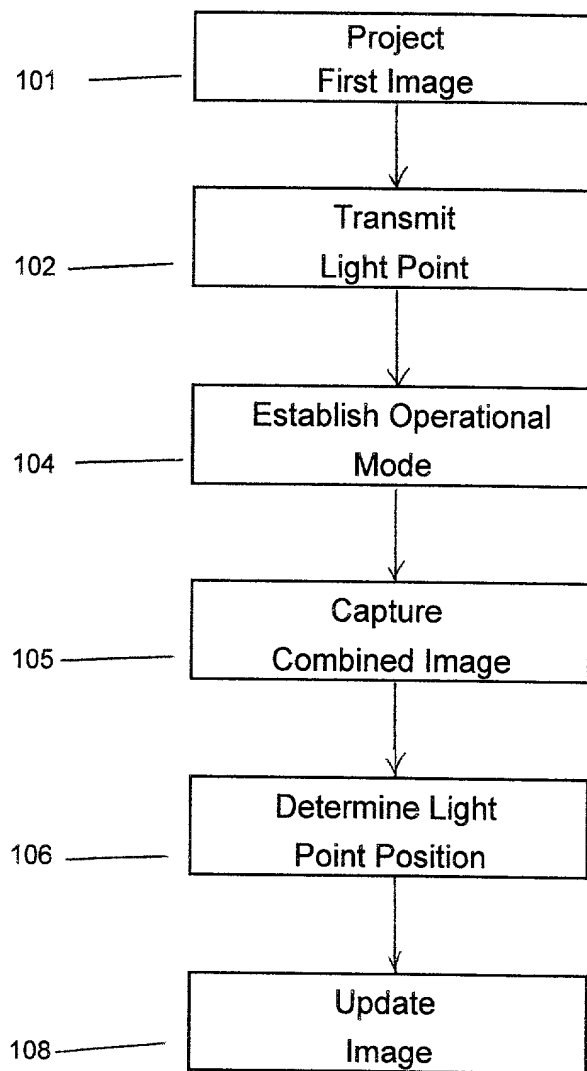 Project
101 First Image
Transmit
102 Light Point
Establish Operational
104 Mode
Capture
105 Combined Image
Determine Light
106 Point Position
Update
108 Image